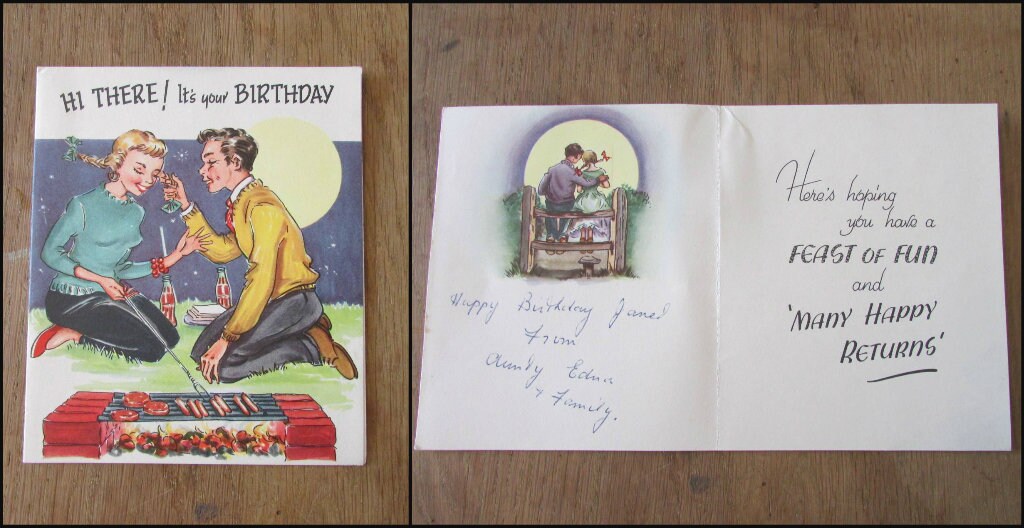 HI THERE! It's your BIRTHDAY
Happy Birthday Janet
From
Aunty Edna
& Family.
Here's hoping
you have a
FEAST OF FUN
and
'MANY HAPPY
RETURNS'